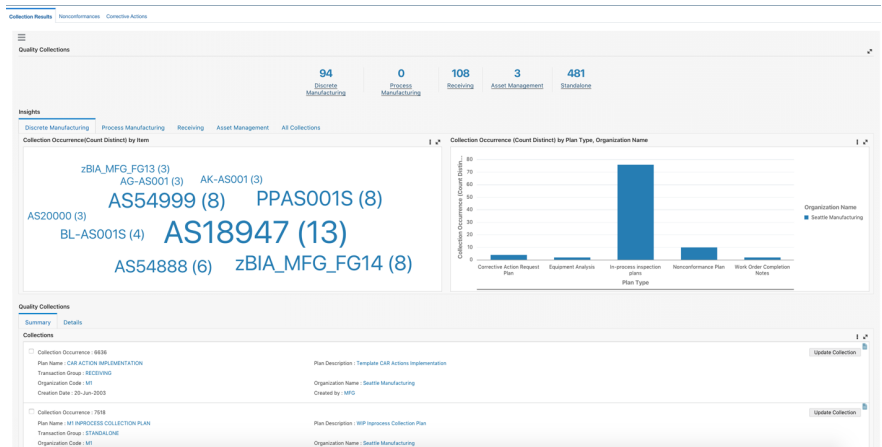 Collection Results Nonconformances Corrective Actions
Quality Collections
94 0 108 3 481
Discrete Manufacturing Process Manufacturing Receiving Asset Management Standalone
Insights
Discrete Manufacturing Process Manufacturing Receiving Asset Management All Collections
Collection Occurrence(Count Distinct) by Item
zBIA_MFG_FG13 (3)
AG-AS001 (3) AK-AS001 (3)
AS54999 (8) PPAS001S (8)
AS20000 (3)
BL-AS001S (4) AS18947 (13)
AS54888 (6) zBIA_MFG_FG14 (8)
Collection Occurrence (Count Distinct) by Plan Type, Organization Name
Collection Occurrence (Count Distin...
80
70
60
50
40
30
20
10
0
Corrective Action Request Plan Equipment Analysis In-process inspection plans Nonconformance Plan Work Order Completion Notes
Plan Type
Organization Name
Seattle Manufacturing
Quality Collections
Summary Details
Collections
Collection Occurrence : 6636 Update Collection
Plan Name : CAR ACTION IMPLEMENTATION Plan Description : Template CAR Actions Implementation
Transaction Group : RECEIVING
Organization Code : M1 Organization Name : Seattle Manufacturing
Creation Date : 20-Jun-2003 Created by : MFG
Collection Occurrence : 7518 Update Collection
Plan Name : M1 INPROCESS COLLECTION PLAN Plan Description : WIP Inprocess Collection Plan
Transaction Group : STANDALONE
Organization Code : M1 Organization Name : Seattle Manufacturing